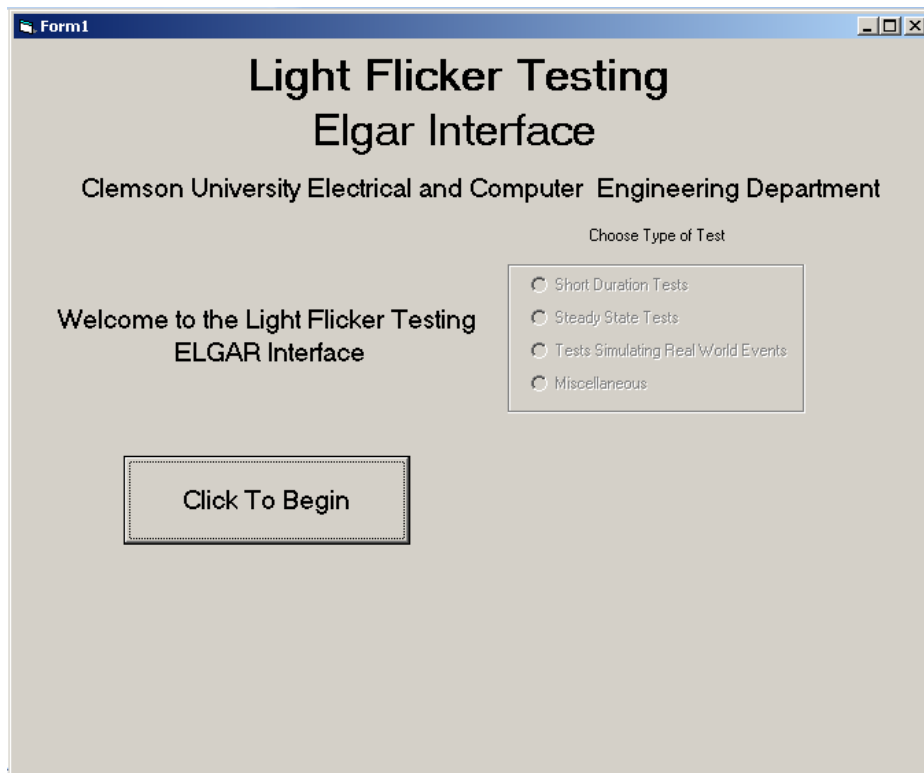 Form1
Light Flicker Testing
Elgar Interface
Clemson University Electrical and Computer Engineering Department
Choose Type of Test
Short Duration Tests
Steady State Tests
Tests Simulating Real World Events
Miscellaneous
Welcome to the Light Flicker Testing
ELGAR Interface
Click To Begin